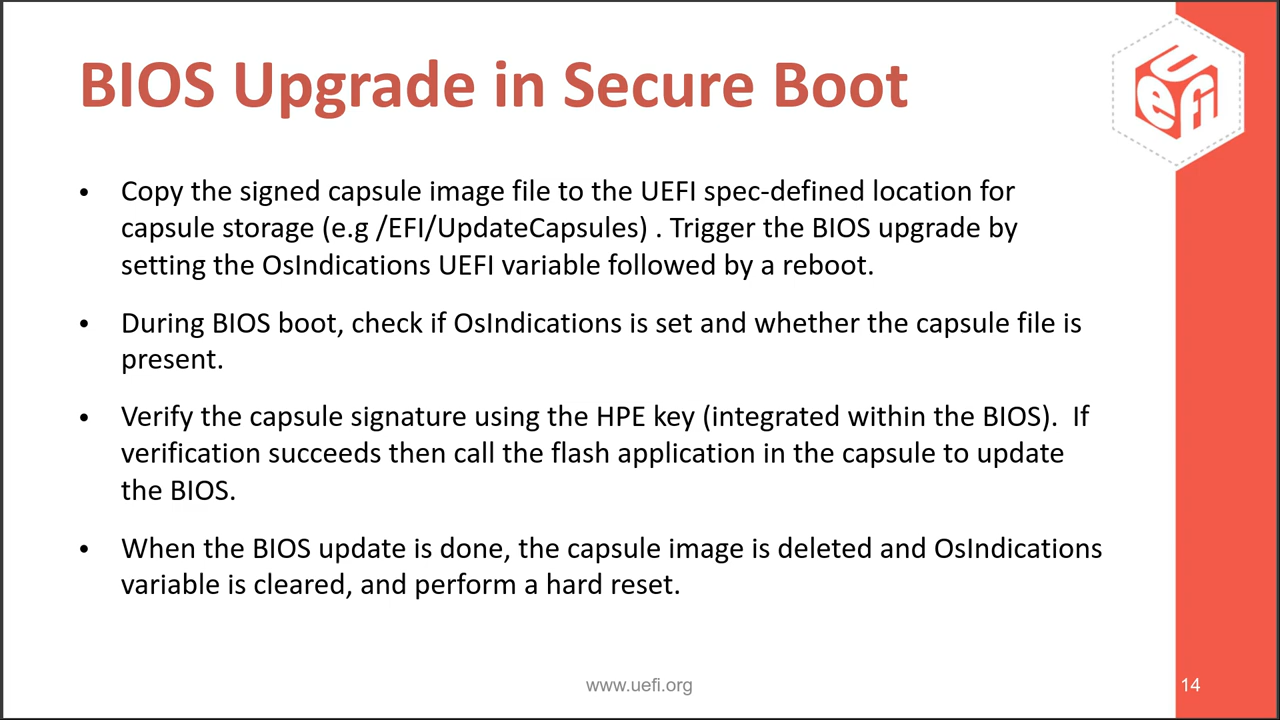 BIOS Upgrade in Secure Boot
uefi
• Copy the signed capsule image file to the UEFI spec-defined location for
capsule storage (e.g /EFI/UpdateCapsules) . Trigger the BIOS upgrade by
setting the OsIndications UEFI variable followed by a reboot.
• During BIOS boot, check if OsIndications is set and whether the capsule file is
present.
• Verify the capsule signature using the HPE key (integrated within the BIOS).  If
verification succeeds then call the flash application in the capsule to update
the BIOS.
• When the BIOS update is done, the capsule image is deleted and OsIndications
variable is cleared, and perform a hard reset.
www.uefi.org
14